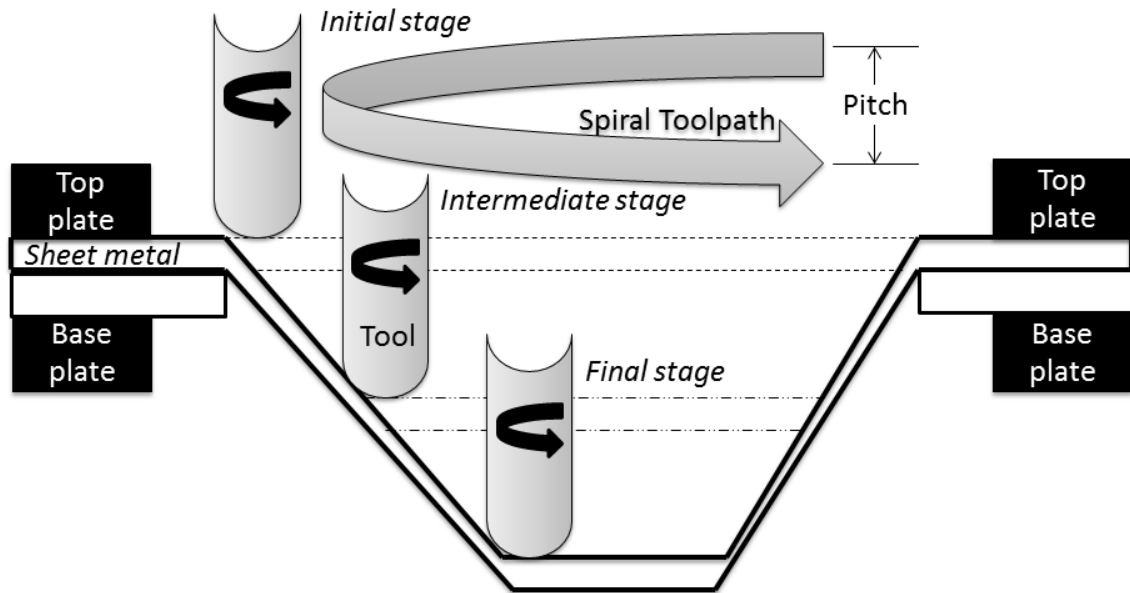 Initial stage
Pitch
Spiral Toolpath
Top
plate
Intermediate stage
Top
plate
Sheet metal
Tool
Base
plate
Final stage
Base
plate